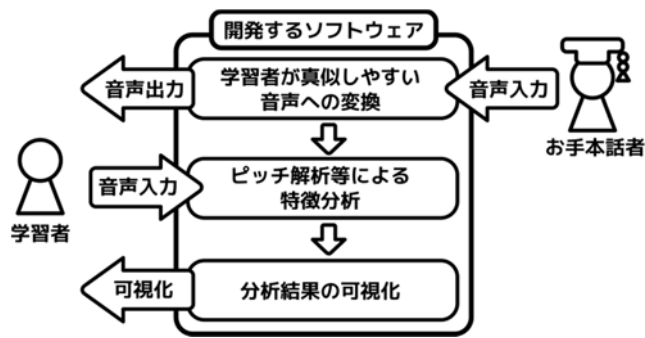 開発するソフトウェア
音声出力
学習者が真似しやすい
音声への変換
音声入力
お手本話者
音声入力
ピッチ解析等による
特徴分析
学習者
可視化
分析結果の可視化